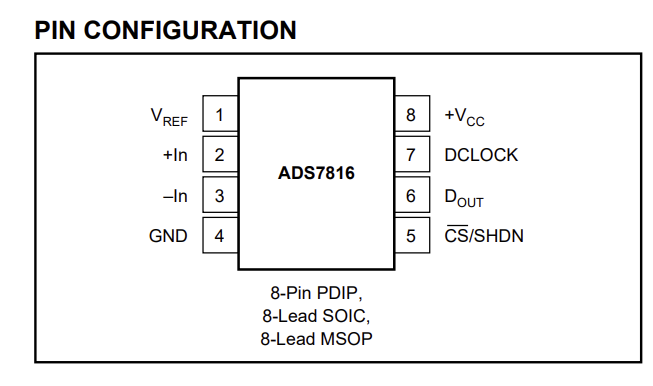 PIN CONFIGURATION
VREF 1 8 +VCC
+In 2 7 DCLOCK
ADS7816
–In 3 6 DOUT
GND 4 5 C̅S̅/SHDN
8-Pin PDIP,
8-Lead SOIC,
8-Lead MSOP